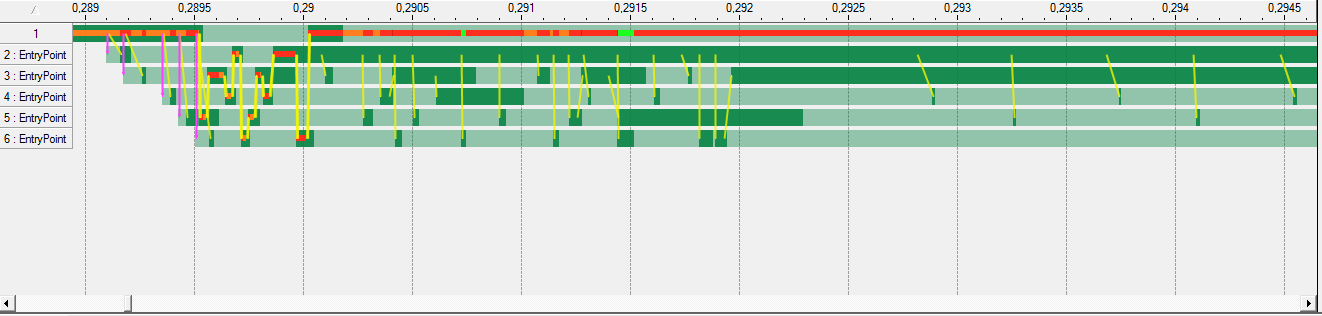 0,289 0,2895 0,29 0,2905 0,291 0,2915 0,292 0,2925 0,293 0,2935 0,294 0,2945
1
2 : EntryPoint
3 : EntryPoint
4 : EntryPoint
5 : EntryPoint
6 : EntryPoint